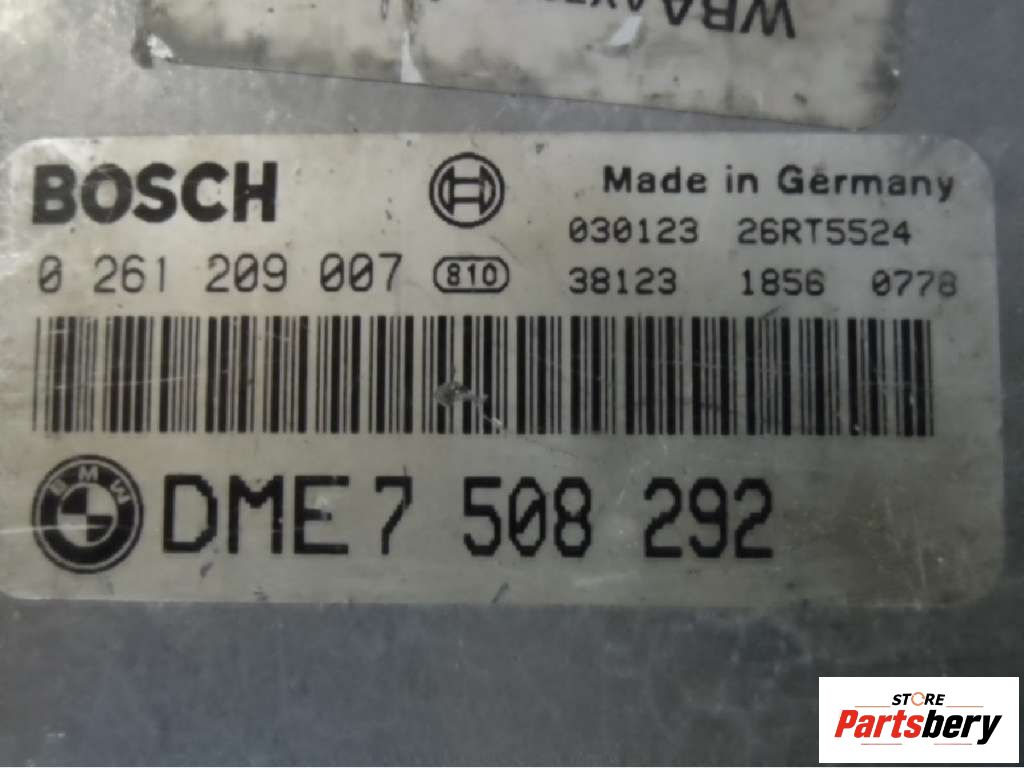 BOSCH
Made in Germany
030123 26RT5524
0 261 209 007 810
38123 1856 0778
BMW
DME 7 508 292
STORE
Partsbery